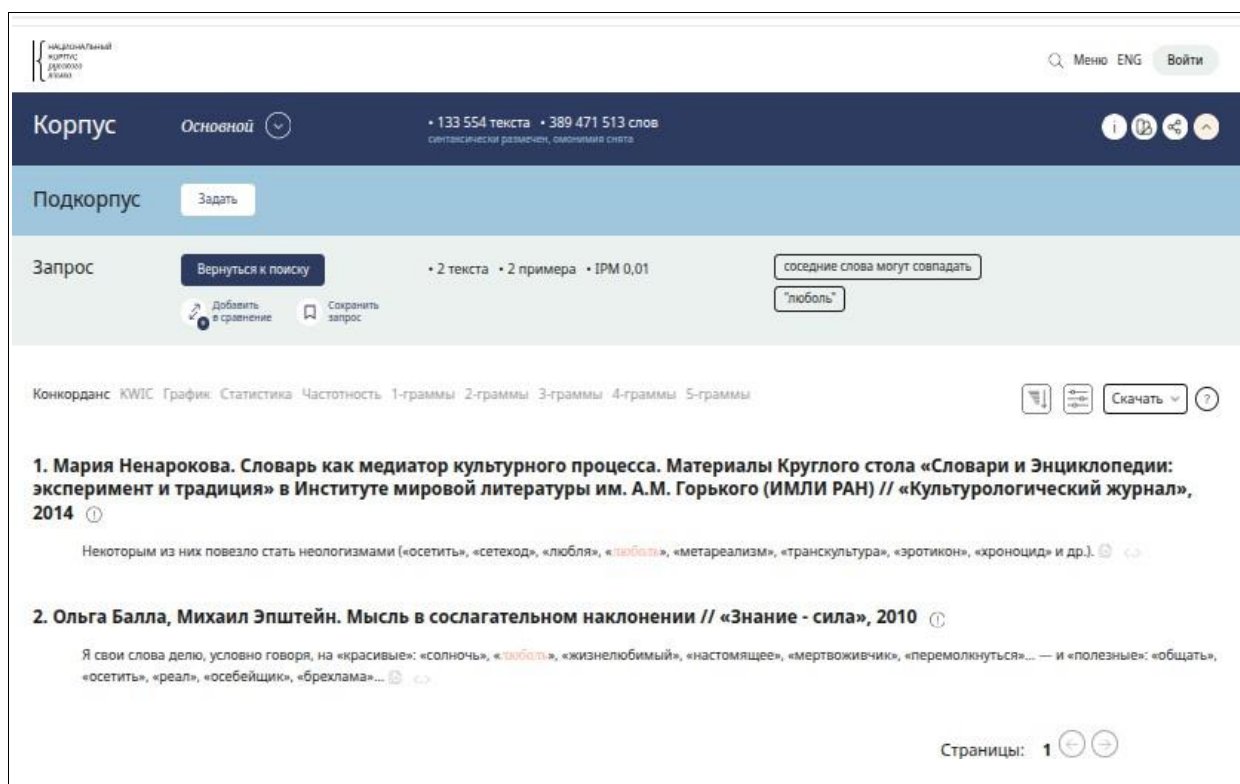 НАЦИОНАЛЬНЫЙ
КОРПУС
РУССКОГО
ЯЗЫКА
Меню ENG Войти
Корпус Основной • 133 554 текста • 389 471 513 слов
синтаксически размечен, омонимия снята
Подкорпус Задать
Запрос Вернуться к поиску • 2 текста • 2 примера • IPM 0,01 соседние слова могут совпадать
"люболь"
Добавить
в сравнение
Сохранить
запрос
Конкорданс KWIC График Статистика Частотность 1-граммы 2-граммы 3-граммы 4-граммы 5-граммы Скачать ?
1. Мария Ненарокова. Словарь как медиатор культурного процесса. Материалы Круглого стола «Словари и Энциклопедии:
эксперимент и традиция» в Институте мировой литературы им. А.М. Горького (ИМЛИ РАН) // «Культурологический журнал»,
2014
Некоторым из них повезло стать неологизмами («осетить», «сетеход», «любля», «люболь», «метареализм», «транскультура», «эротикон», «хроноцид» и др.).
2. Ольга Балла, Михаил Эпштейн. Мысль в сослагательном наклонении // «Знание - сила», 2010
Я свои слова делю, условно говоря, на «красивые»: «солночь», «люболь», «жизнелюбимый», «настомящее», «мертвоживчик», «перемолкнуться»... — и «полезные»: «общать»,
«осетить», «реал», «осебейщик», «брехлама»...
Страницы: 1